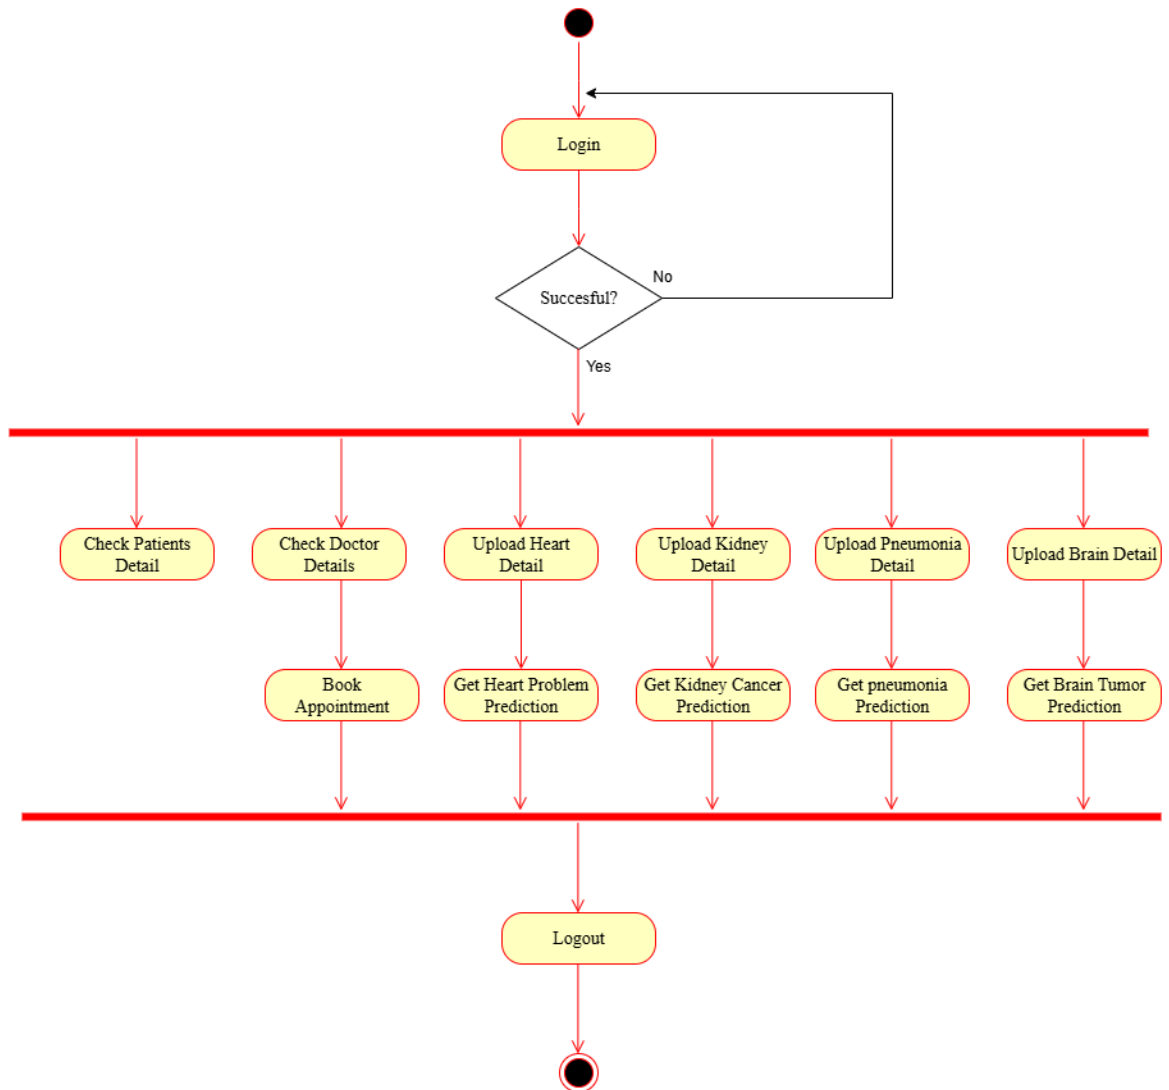 Login
No
Succesful?
Yes
Check Patients
Detail
Check Doctor
Details
Upload Heart
Detail
Upload Kidney
Detail
Upload Pneumonia
Detail
Upload Brain Detail
Book
Appointment
Get Heart Problem
Prediction
Get Kidney Cancer
Prediction
Get pneumonia
Prediction
Get Brain Tumor
Prediction
Logout